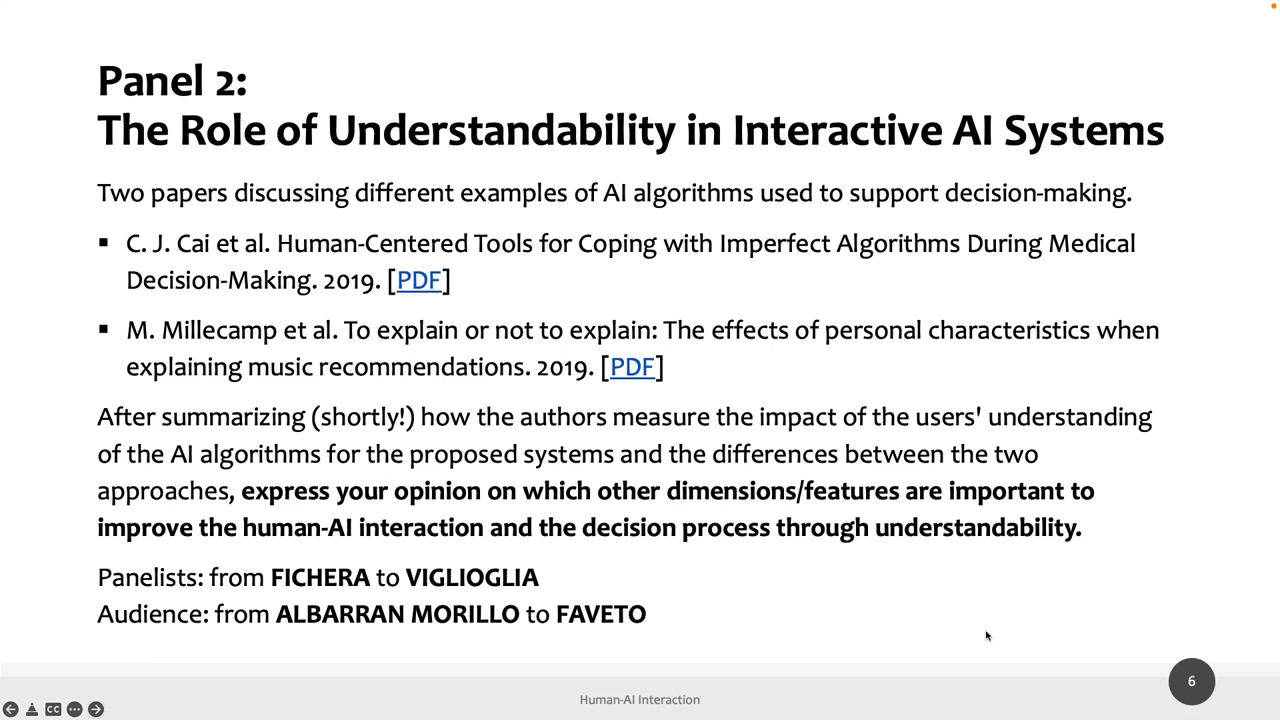 Panel 2:
The Role of Understandability in Interactive AI Systems
Two papers discussing different examples of AI algorithms used to support decision-making.
▪ C. J. Cai et al. Human-Centered Tools for Coping with Imperfect Algorithms During Medical
Decision-Making. 2019. [PDF]
▪ M. Millecamp et al. To explain or not to explain: The effects of personal characteristics when
explaining music recommendations. 2019. [PDF]
After summarizing (shortly!) how the authors measure the impact of the users' understanding
of the AI algorithms for the proposed systems and the differences between the two
approaches, express your opinion on which other dimensions/features are important to
improve the human-AI interaction and the decision process through understandability.
Panelists: from FICHERA to VIGLIOGLIA
Audience: from ALBARRAN MORILLO to FAVETO
6
Human-AI Interaction
CC